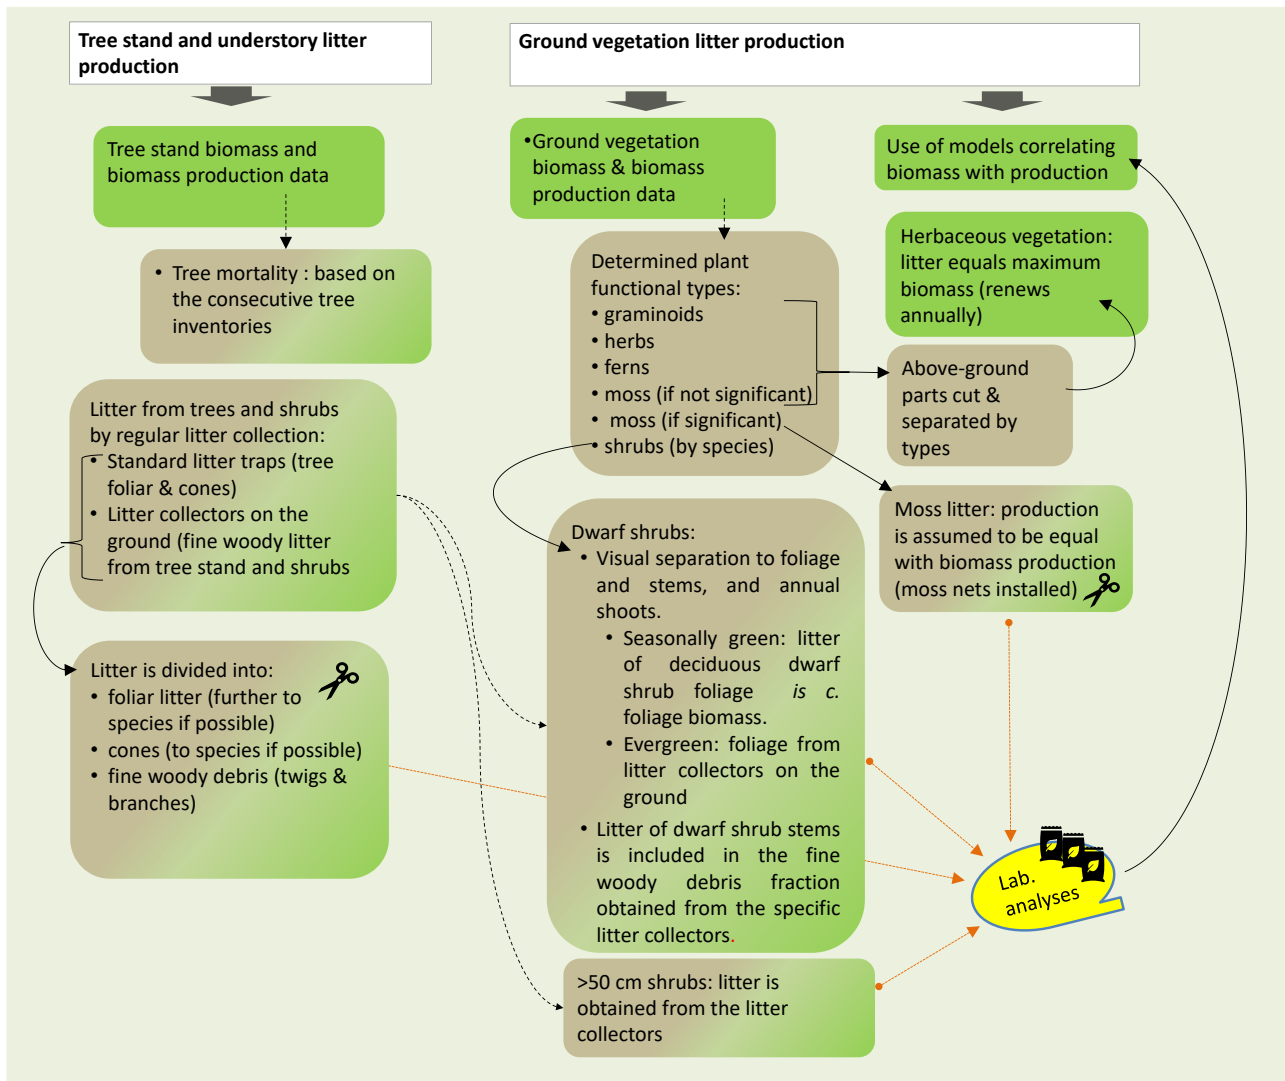 Tree stand and understory litter
production
Tree stand biomass and
biomass production data
• Tree mortality : based on
the consecutive tree
inventories
Litter from trees and shrubs
by regular litter collection:
• Standard litter traps (tree
foliar & cones)
• Litter collectors on the
ground (fine woody litter
from tree stand and shrubs
Litter is divided into:
• foliar litter (further to
species if possible)
• cones (to species if possible)
• fine woody debris (twigs &
branches)
Ground vegetation litter production
•Ground vegetation
biomass & biomass
production data
Determined plant
functional types:
• graminoids
• herbs
• ferns
• moss (if not significant)
• moss (if significant)
• shrubs (by species)
Dwarf shrubs:
• Visual separation to foliage
and stems, and annual
shoots.
• Seasonally green: litter
of deciduous dwarf
shrub foliage is c.
foliage biomass.
• Evergreen: foliage from
litter collectors on the
ground
• Litter of dwarf shrub stems
is included in the fine
woody debris fraction
obtained from the specific
litter collectors.
>50 cm shrubs: litter is
obtained from the litter
collectors
Use of models correlating
biomass with production
Herbaceous vegetation:
litter equals maximum
biomass (renews
annually)
Above-ground
parts cut &
separated by
types
Moss litter: production
is assumed to be equal
with biomass production
(moss nets installed)
Lab.
analyses